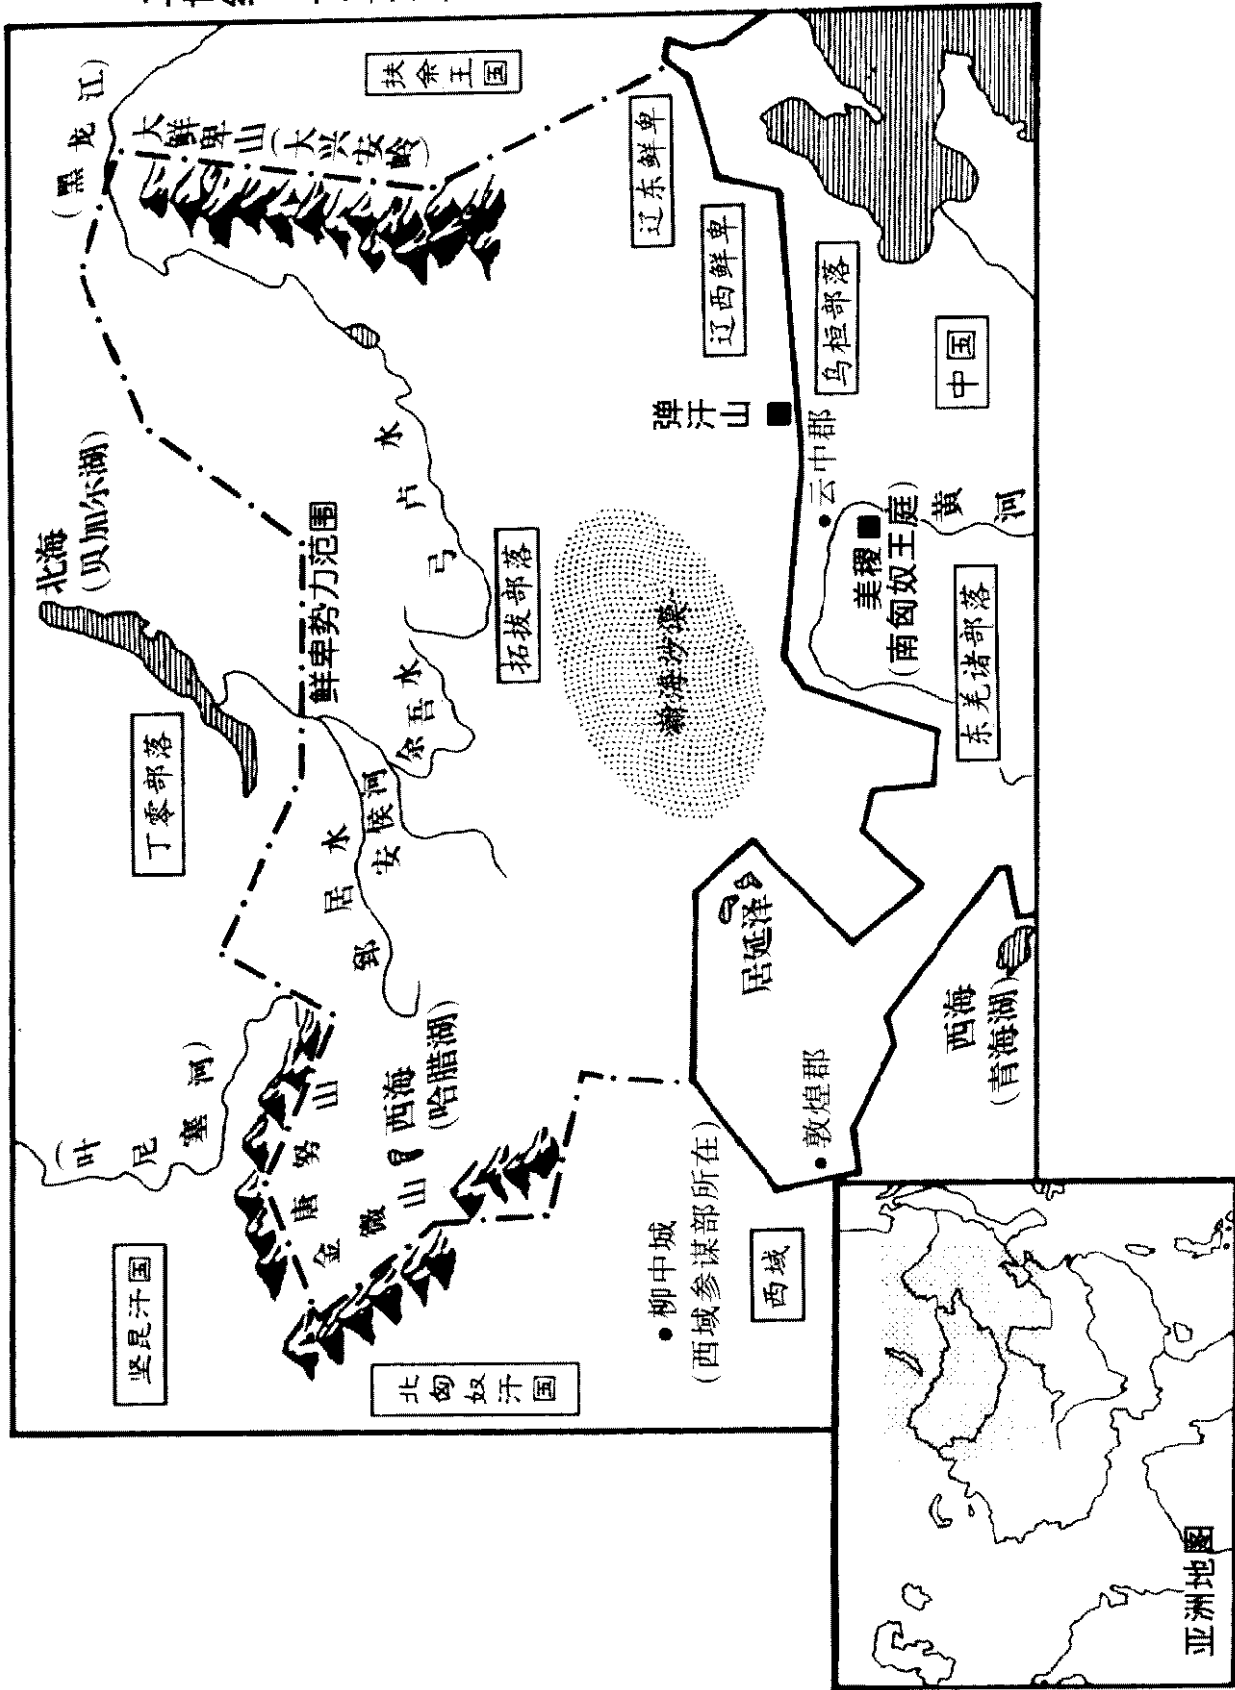 坚昆汗国
(叶尼塞河)
丁零部落
北海
(贝加尔湖)
(黑龙江)
大鲜卑山(大兴安岭)
扶余王国
唐努山
金微山
西海
(哈腊湖)
郅居水
安侯河
余吾水
弓卢水
鲜卑势力范围
北匈奴汗国
拓拔部落
瀚海沙漠
弹汗山
辽东鲜卑
辽西鲜卑
乌桓部落
柳中城
(西域参谋部所在)
西域
居延泽
敦煌郡
云中郡
美稷
(南匈奴王庭)
黄河
中国
东羌诸部落
西海
(青海湖)
亚洲地图